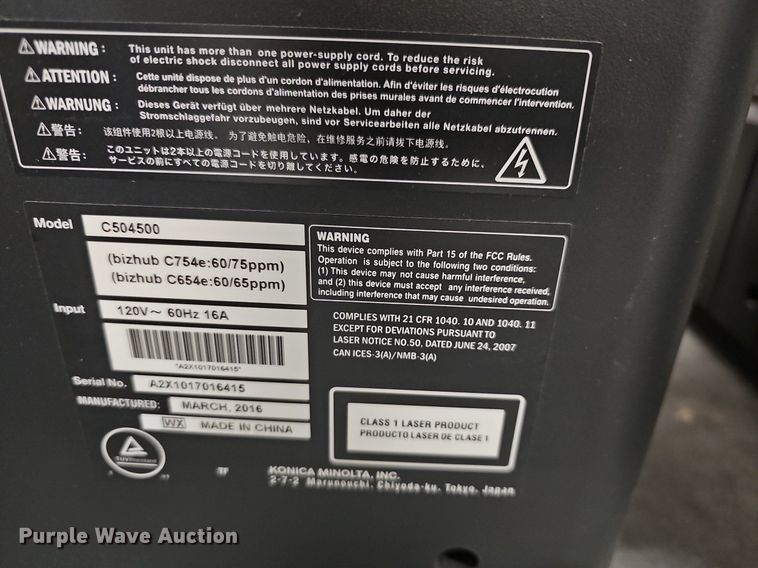 ⚠WARNING : This unit has more than one power-supply cord. To reduce the risk
of electric shock disconnect all power supply cords before servicing.
⚠ATTENTION : Cette unité dispose de plus d'un cordon d'alimentation. Afin d'éviter les risques d'électrocution
débrancher tous les cordons d'alimentation des prises murales avant de commencer l'intervention.
⚠WARNUNG : Dieses Gerät verfügt über mehrere Netzkabel. Um daher der
Stromschlaggefahr vorzubeugen, sind vor Servicearbeiten alle Netzkabel abzutrennen.
⚠警告 : 该组件使用2根以上电源线。为了避免触电危险，在维修服务之前请拔下电源线。
⚠警告 : このユニットは2本以上の電源コードを使用しています。感電の危険を防止するために、
サービスの前にすべての電源コードを切り離してください。
Model C504500
(bizhub C754e:60/75ppm)
(bizhub C654e:60/65ppm)
Input 120V～ 60Hz 16A
*A2X1017016415*
Serial No. A2X1017016415
MANUFACTURED: MARCH, 2016
WX MADE IN CHINA
WARNING
This device complies with Part 15 of the FCC Rules.
Operation is subject to the following two conditions:
(1) This device may not cause harmful interference,
and (2) this device must accept any interference received,
including interference that may cause undesired operation.
COMPLIES WITH 21 CFR 1040. 10 AND 1040. 11
EXCEPT FOR DEVIATIONS PURSUANT TO
LASER NOTICE NO.50, DATED JUNE 24, 2007
CAN ICES-3(A)/NMB-3(A)
CLASS 1 LASER PRODUCT
PRODUCTO LASER DE CLASE 1
TÜVRheinland
TF
KONICA MINOLTA, INC.
2-7-2 Marunouchi, Chiyoda-ku, Tokyo, Japan
Purple Wave Auction